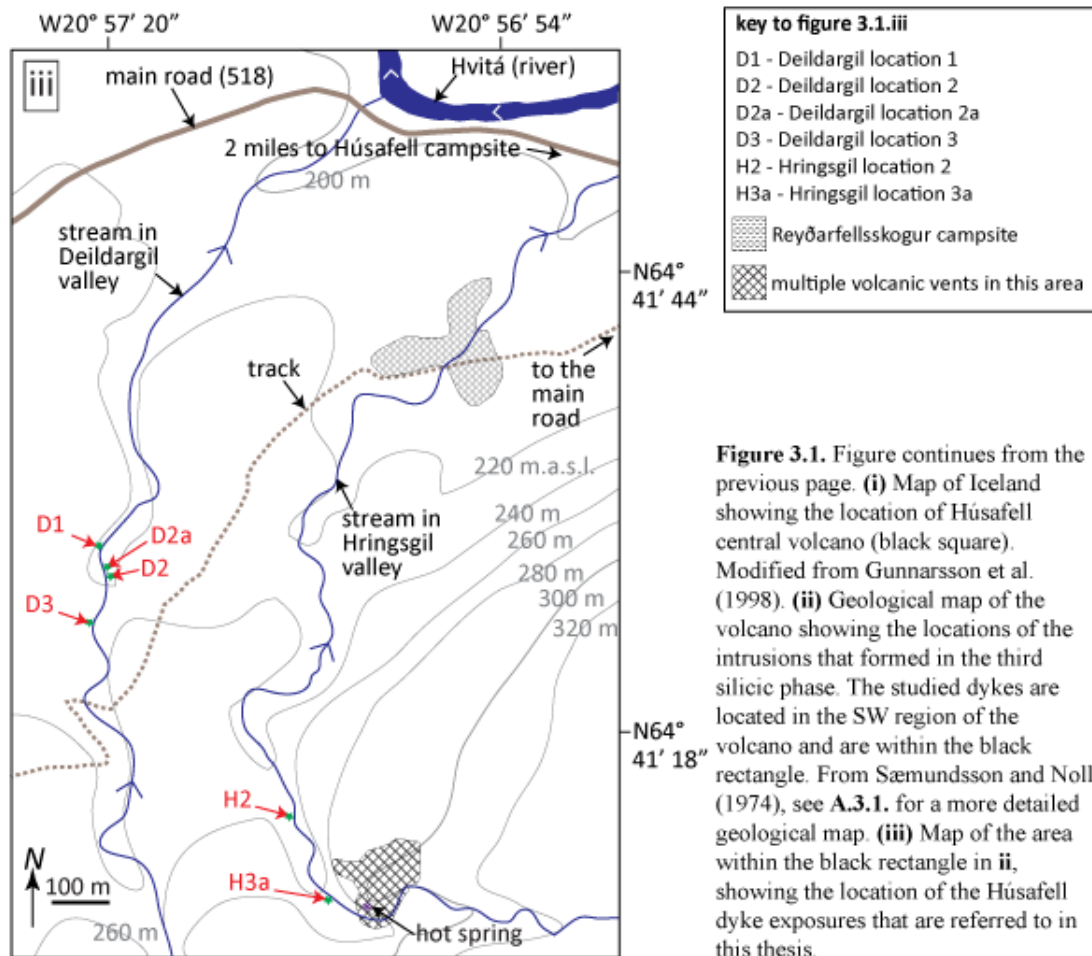 W20° 57′ 20″
W20° 56′ 54″
iii
main road (518)
Hvitá (river)
2 miles to Húsafell campsite
200 m
stream in
Deildargil
valley
N64°
41′ 44″
track
to the
main
road
220 m.a.s.l.
240 m
260 m
280 m
300 m
320 m
stream in
Hringsgil
valley
D1
D2a
D2
D3
N64°
41′ 18″
H2
H3a
N
100 m
260 m
hot spring
key to figure 3.1.iii
D1 - Deildargil location 1
D2 - Deildargil location 2
D2a - Deildargil location 2a
D3 - Deildargil location 3
H2 - Hringsgil location 2
H3a - Hringsgil location 3a
Reyðarfellsskogur campsite
multiple volcanic vents in this area
Figure 3.1. Figure continues from the
previous page. (i) Map of Iceland
showing the location of Húsafell
central volcano (black square).
Modified from Gunnarsson et al.
(1998). (ii) Geological map of the
volcano showing the locations of the
intrusions that formed in the third
silicic phase. The studied dykes are
located in the SW region of the
volcano and are within the black
rectangle. From Sæmundsson and Noll
(1974), see A.3.1. for a more detailed
geological map. (iii) Map of the area
within the black rectangle in ii,
showing the location of the Húsafell
dyke exposures that are referred to in
this thesis.